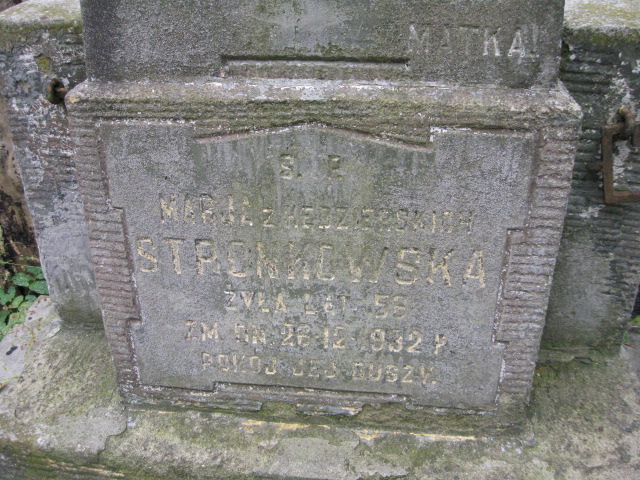 MATKA
Ś. P.
MARJA z KĘDZIERSKICH
STRONKOWSKA
ŻYŁA LAT 56
ZM. DN. 26-12 1932 R.
POKÓJ JEJ DUSZY.